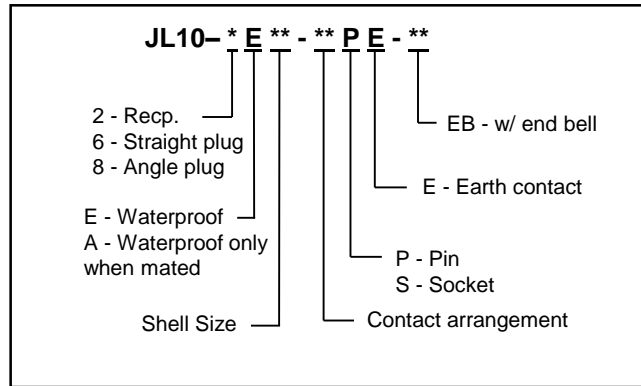 JL10–*E**-**PE-**
2 - Recp.
6 - Straight plug
8 - Angle plug
EB - w/ end bell
E - Earth contact
E - Waterproof
A - Waterproof only
when mated
P - Pin
S - Socket
Shell Size
Contact arrangement